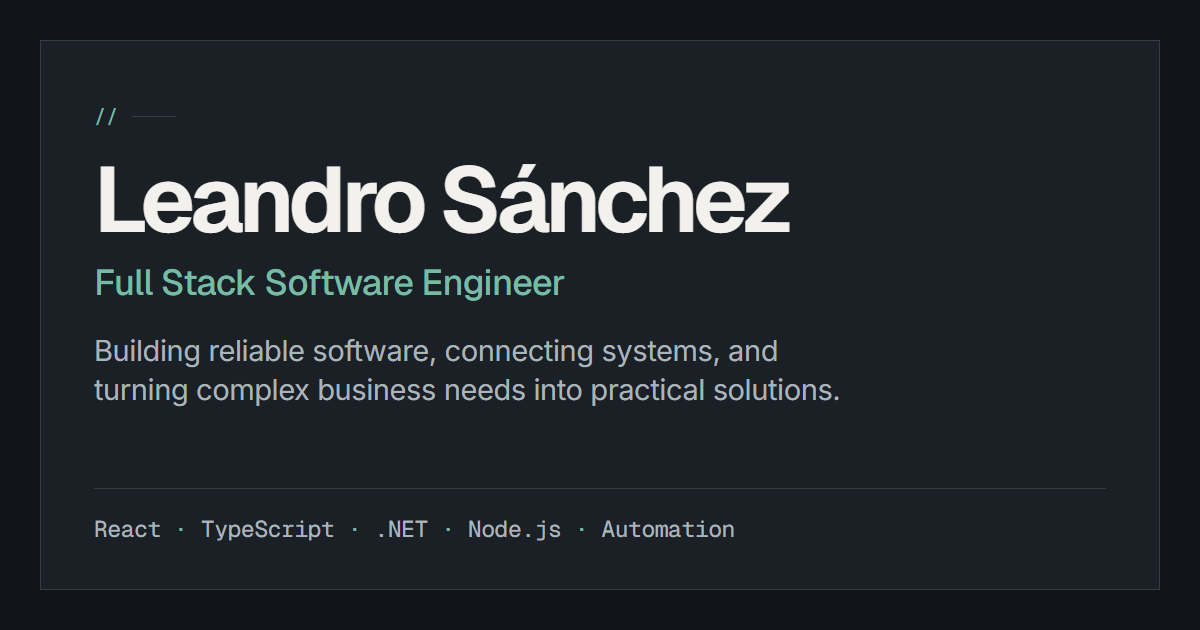 //
Leandro Sánchez
Full Stack Software Engineer
Building reliable software, connecting systems, and
turning complex business needs into practical solutions.
React · TypeScript · .NET · Node.js · Automation